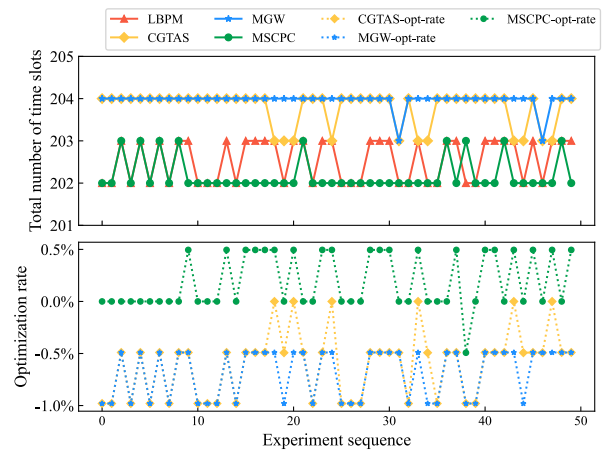 LBPM MGW CGTAS-opt-rate MSCPC-opt-rate
CGTAS MSCPC MGW-opt-rate
Total number of time slots
205
204
203
202
201
Optimization rate
0.5%
0.0%
-0.5%
-1.0%
0 10 20 30 40 50
Experiment sequence